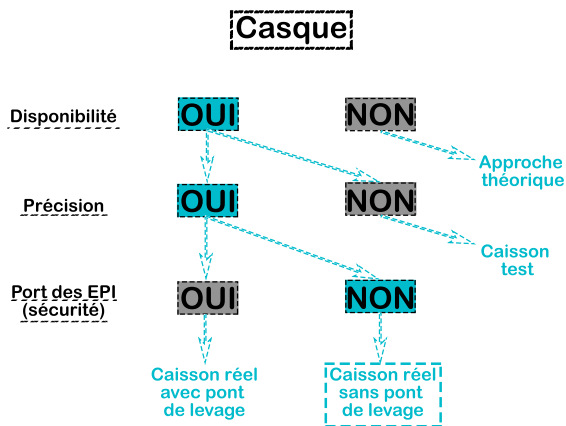 Casque
Disponibilité
OUI
NON
Approche
théorique
Précision
OUI
NON
Caisson
test
Port des EPI
(sécurité)
OUI
NON
Caisson réel
avec pont
de levage
Caisson réel
sans pont
de levage